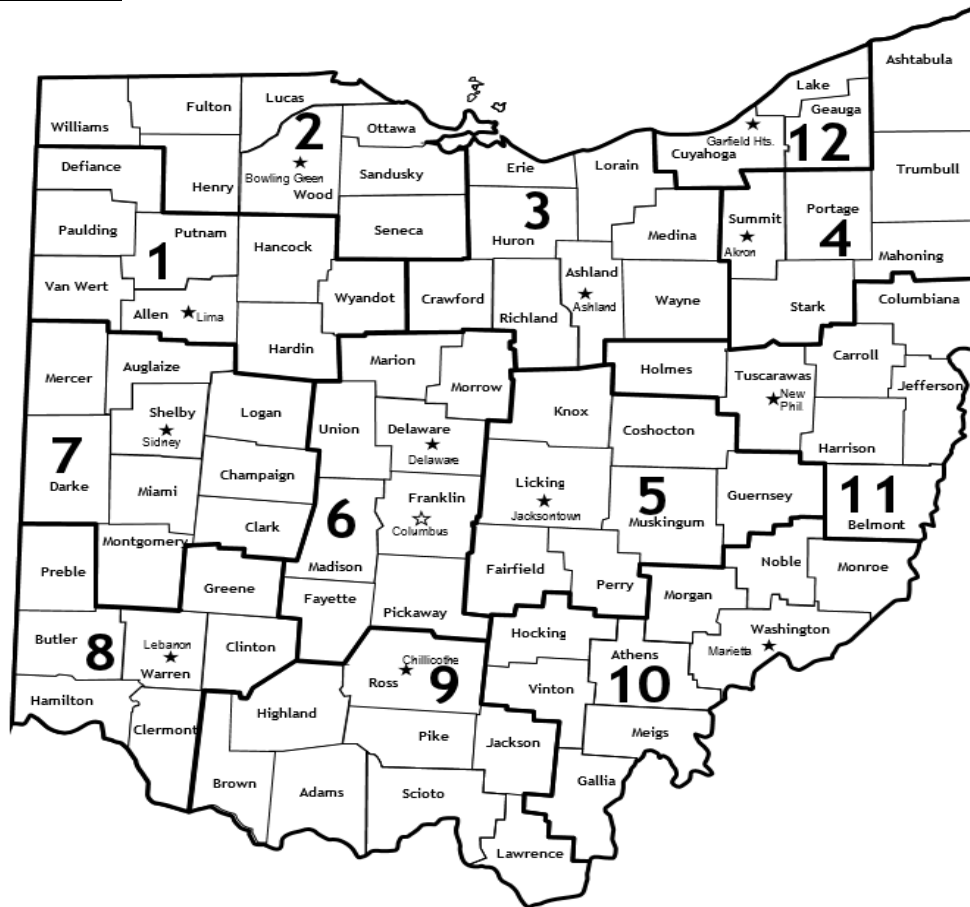 Ashtabula
Lake
Lucas
Geauga
Fulton
Williams
2
Ottawa
Garfield Hts.
12
Cuyahoga
Defiance
Erie
Lorain
Trumbull
Sandusky
Bowling Green
Henry
Wood
3
Portage
Summit
Paulding
Putnam
Seneca
Huron
Medina
4
Hancock
Akron
1
Mahoning
Ashland
Van Wert
Wyandot
Crawford
Wayne
Columbiana
Allen
Lima
Richland
Ashland
Stark
Hardin
Marion
Carroll
Auglaize
Holmes
Mercer
Morrow
Tuscarawas
Jefferson
New
Phil.
Shelby
Logan
Knox
Sidney
Union
Delaware
Coshocton
Harrison
7
Delaware
Champaign
Licking
Darke
Miami
Franklin
5
Guernsey
11
Jacksontown
Clark
6
Columbus
Muskingum
Belmont
Montgomery
Noble
Preble
Madison
Fairfield
Monroe
Greene
Perry
Fayette
Morgan
Pickaway
Butler
8
Lebanon
Clinton
Hocking
Washington
Marietta
Warren
Chillicothe
Athens
Ross
9
Vinton
10
Hamilton
Highland
Clermont
Pike
Jackson
Meigs
Gallia
Brown
Adams
Scioto
Lawrence